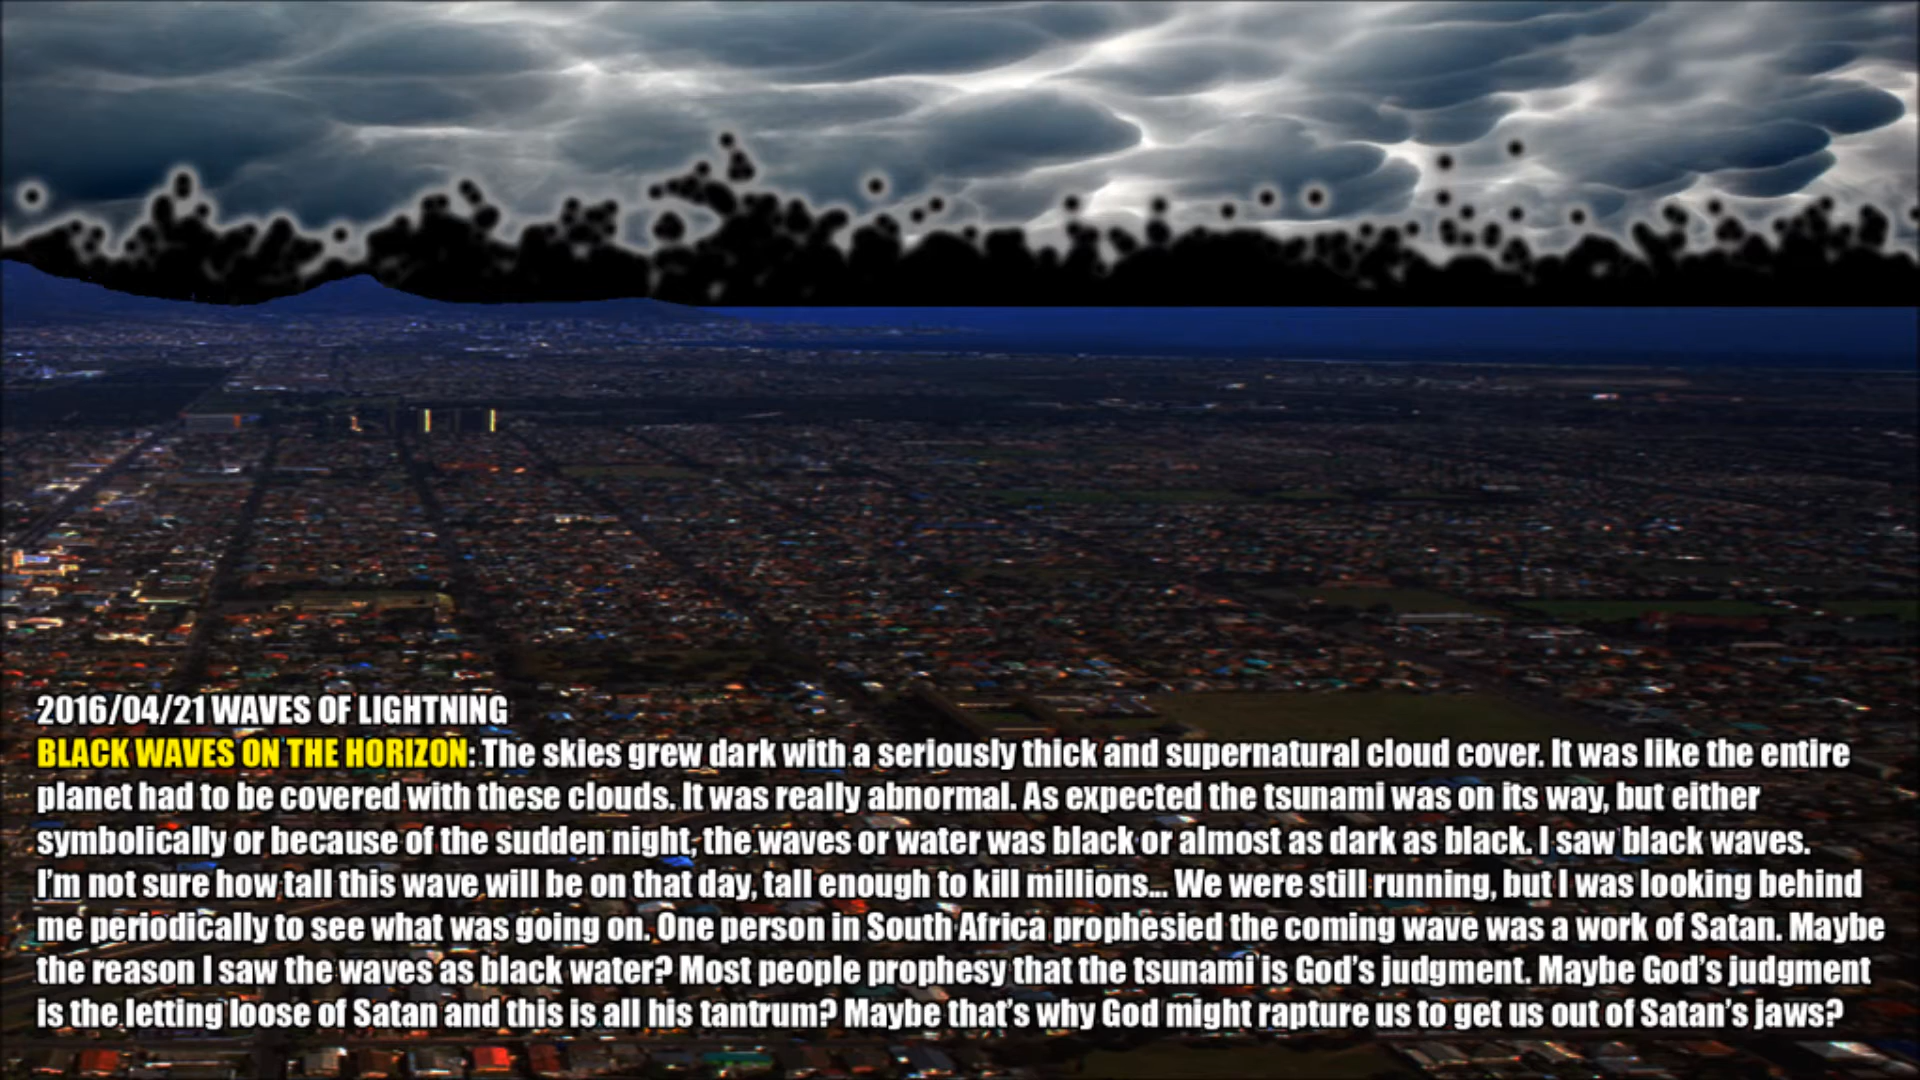 2016/04/21 WAVES OF LIGHTNING
BLACK WAVES ON THE HORIZON: The skies grew dark with a seriously thick and supernatural cloud cover. It was like the entire
planet had to be covered with these clouds. It was really abnormal. As expected the tsunami was on its way, but either
symbolically or because of the sudden night, the waves or water was black or almost as dark as black. I saw black waves.
I'm not sure how tall this wave will be on that day, tall enough to kill millions... We were still running, but I was looking behind
me periodically to see what was going on. One person in South Africa prophesied the coming wave was a work of Satan. Maybe
the reason I saw the waves as black water? Most people prophesy that the tsunami is God's judgment. Maybe God's judgment
is the letting loose of Satan and this is all his tantrum? Maybe that's why God might rapture us to get us out of Satan's jaws?